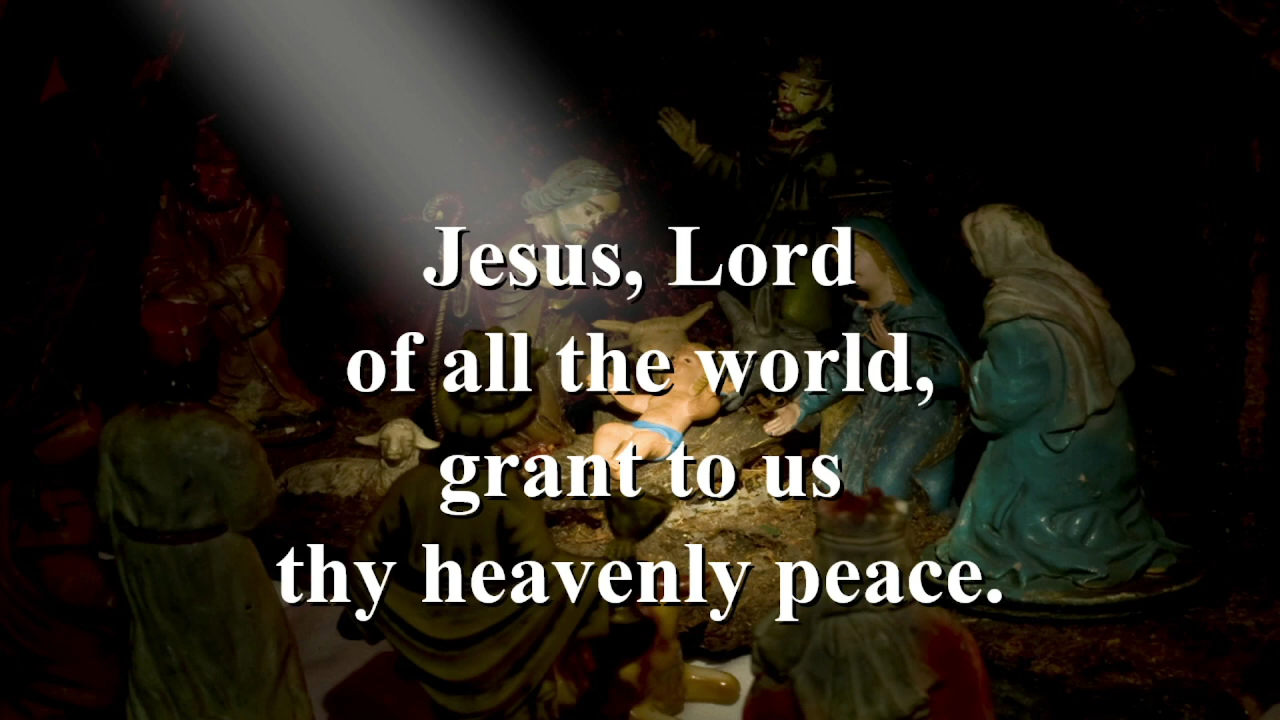 Jesus, Lord
of all the world,
grant to us
thy heavenly peace.